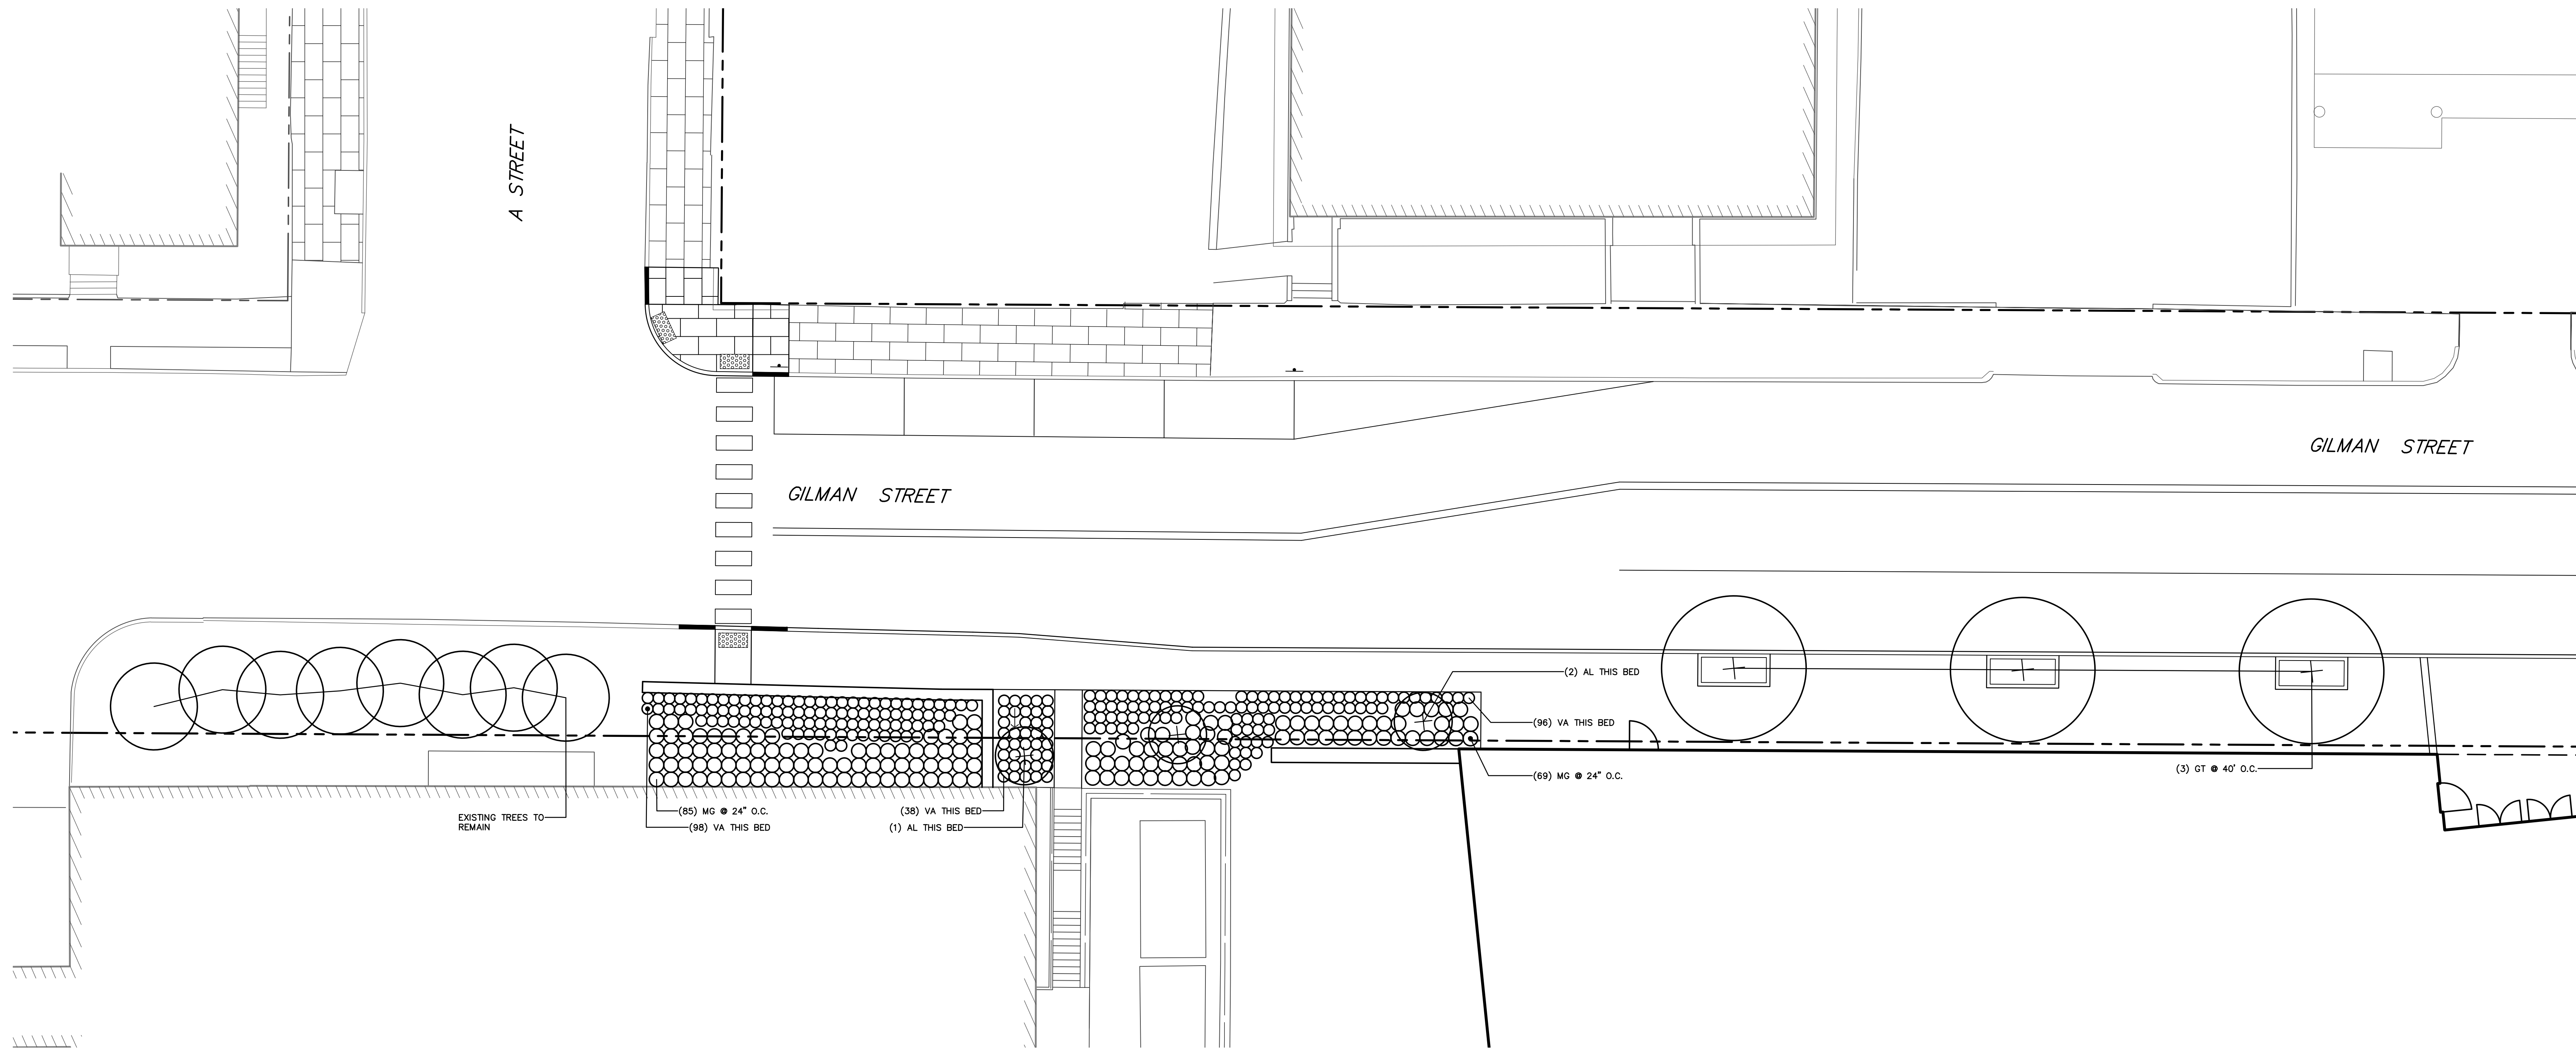 A STREET
GILMAN STREET
GILMAN STREET
(2) AL THIS BED
(96) VA THIS BED
(69) MG @ 24" O.C.
(3) GT @ 40' O.C.
EXISTING TREES TO
REMAIN
(85) MG @ 24" O.C.
(98) VA THIS BED
(38) VA THIS BED
(1) AL THIS BED